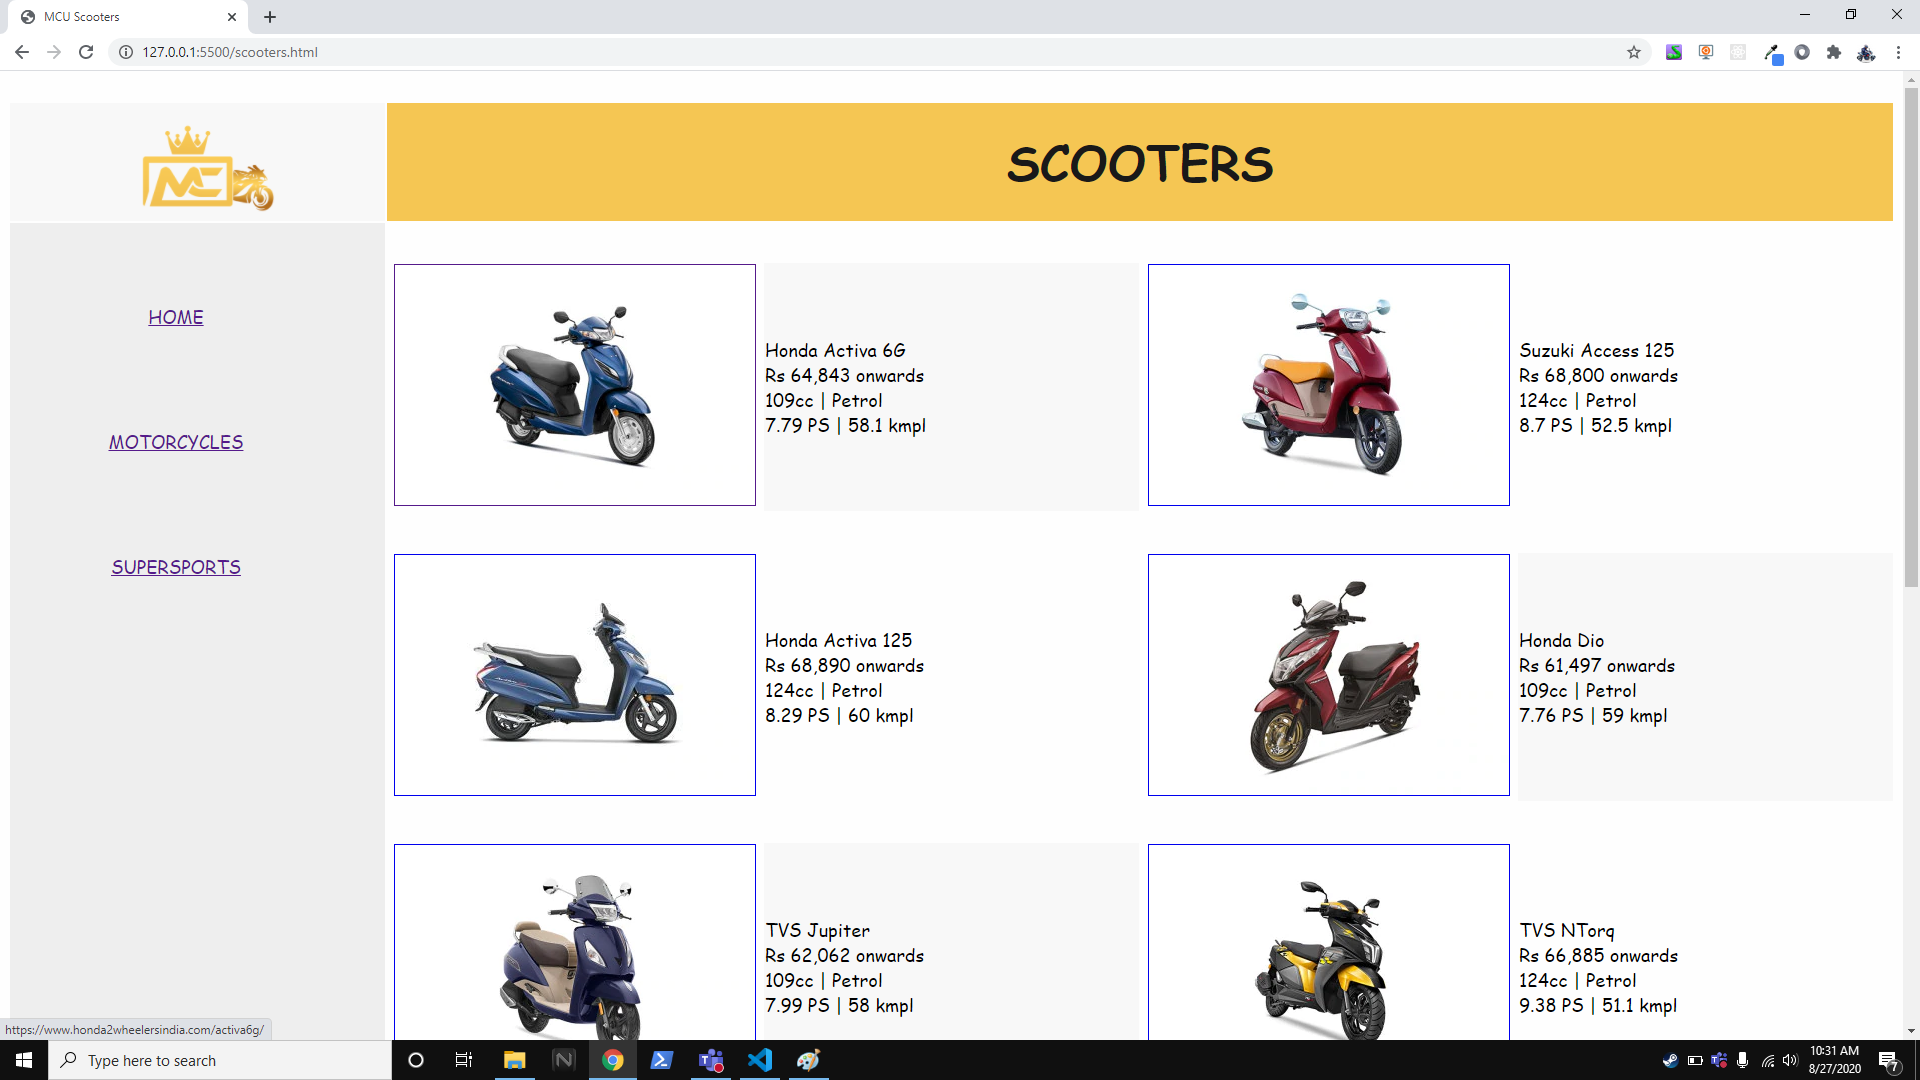 MCU Scooters
127.0.0.1:5500/scooters.html
MC
SCOOTERS
HOME
MOTORCYCLES
SUPERSPORTS
Honda Activa 6G
Rs 64,843 onwards
109cc | Petrol
7.79 PS | 58.1 kmpl
Suzuki Access 125
Rs 68,800 onwards
124cc | Petrol
8.7 PS | 52.5 kmpl
Honda Activa 125
Rs 68,890 onwards
124cc | Petrol
8.29 PS | 60 kmpl
Honda Dio
Rs 61,497 onwards
109cc | Petrol
7.76 PS | 59 kmpl
TVS Jupiter
Rs 62,062 onwards
109cc | Petrol
7.99 PS | 58 kmpl
TVS NTorq
Rs 66,885 onwards
124cc | Petrol
9.38 PS | 51.1 kmpl
https://www.honda2wheelersindia.com/activa6g/
Type here to search
10:31 AM
8/27/2020
7